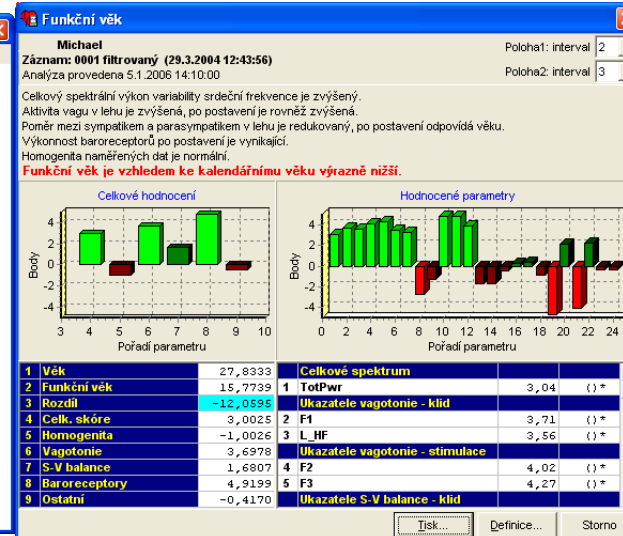 Funkční věk
Michael
Poloha1: interval 2
Záznam: 0001 filtrovaný (29.3.2004 12:43:56)
Analýza provedena 5.1.2006 14:10:00
Poloha2: interval 3
Celkový spektrální výkon variability srdeční frekvence je zvýšený.
Aktivita vagu v lehu je zvýšená, po postavení je rovněž zvýšená.
Poměr mezi sympatikem a parasympatikem v lehu je redukovaný, po postavení odpovídá věku.
Výkonnost baroreceptorů po postavení je vynikající.
Homogenita naměřených dat je normální.
Funkční věk je vzhledem ke kalendářnímu věku výrazně nižší.
Celkové hodnocení
Body
4
2
0
-2
-4
3 4 5 6 7 8 9 10
Pořadí parametru
Hodnocené parametry
Body
4
2
0
-2
-4
0 2 4 6 8 10 12 14 16 18 20 22 24
Pořadí parametru
1 Věk 27,8333
2 Funkční věk 15,7739
3 Rozdíl -12,0595
4 Celk. skóre 3,0025
5 Homogenita -1,0026
6 Vagotonie 3,6978
7 S-V balance 1,6807
8 Baroreceptory 4,9199
9 Ostatní -0,4170
Celkové spektrum
1 TotPwr 3,04 ()*
Ukazatele vagotonie - klid
2 F1 3,71 ()*
3 L_HF 3,56 ()*
Ukazatele vagotonie - stimulace
4 F2 4,02 ()*
5 F3 4,27 ()*
Ukazatele S-V balance - klid
Tisk...
Definice...
Storno